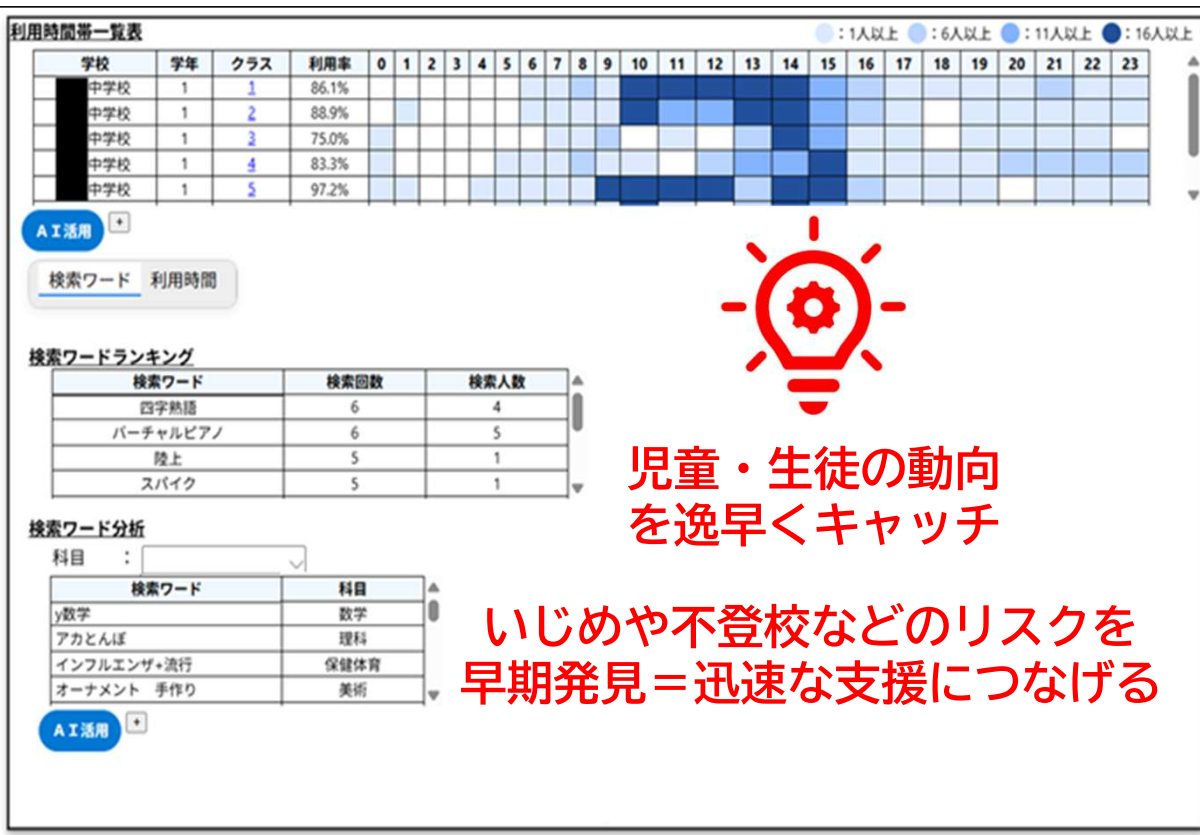 利用時間帯一覧表
：1人以上 ：6人以上 ：11人以上 ：16人以上
学校 学年 クラス 利用率 0 1 2 3 4 5 6 7 8 9 10 11 12 13 14 15 16 17 18 19 20 21 22 23
中学校 1 1 86.1%
中学校 1 2 88.9%
中学校 1 3 75.0%
中学校 1 4 83.3%
中学校 1 5 97.2%
ＡＩ活用 +
検索ワード 利用時間
検索ワードランキング
検索ワード 検索回数 検索人数
四字熟語 6 4
バーチャルピアノ 6 5
陸上 5 1
スパイク 5 1
児童・生徒の動向
を逸早くキャッチ
検索ワード分析
科目 ：
検索ワード 科目
y数学 数学
アカとんぼ 理科
インフルエンザ+流行 保健体育
オーナメント 手作り 美術
いじめや不登校などのリスクを
早期発見＝迅速な支援につなげる
ＡＩ活用 +